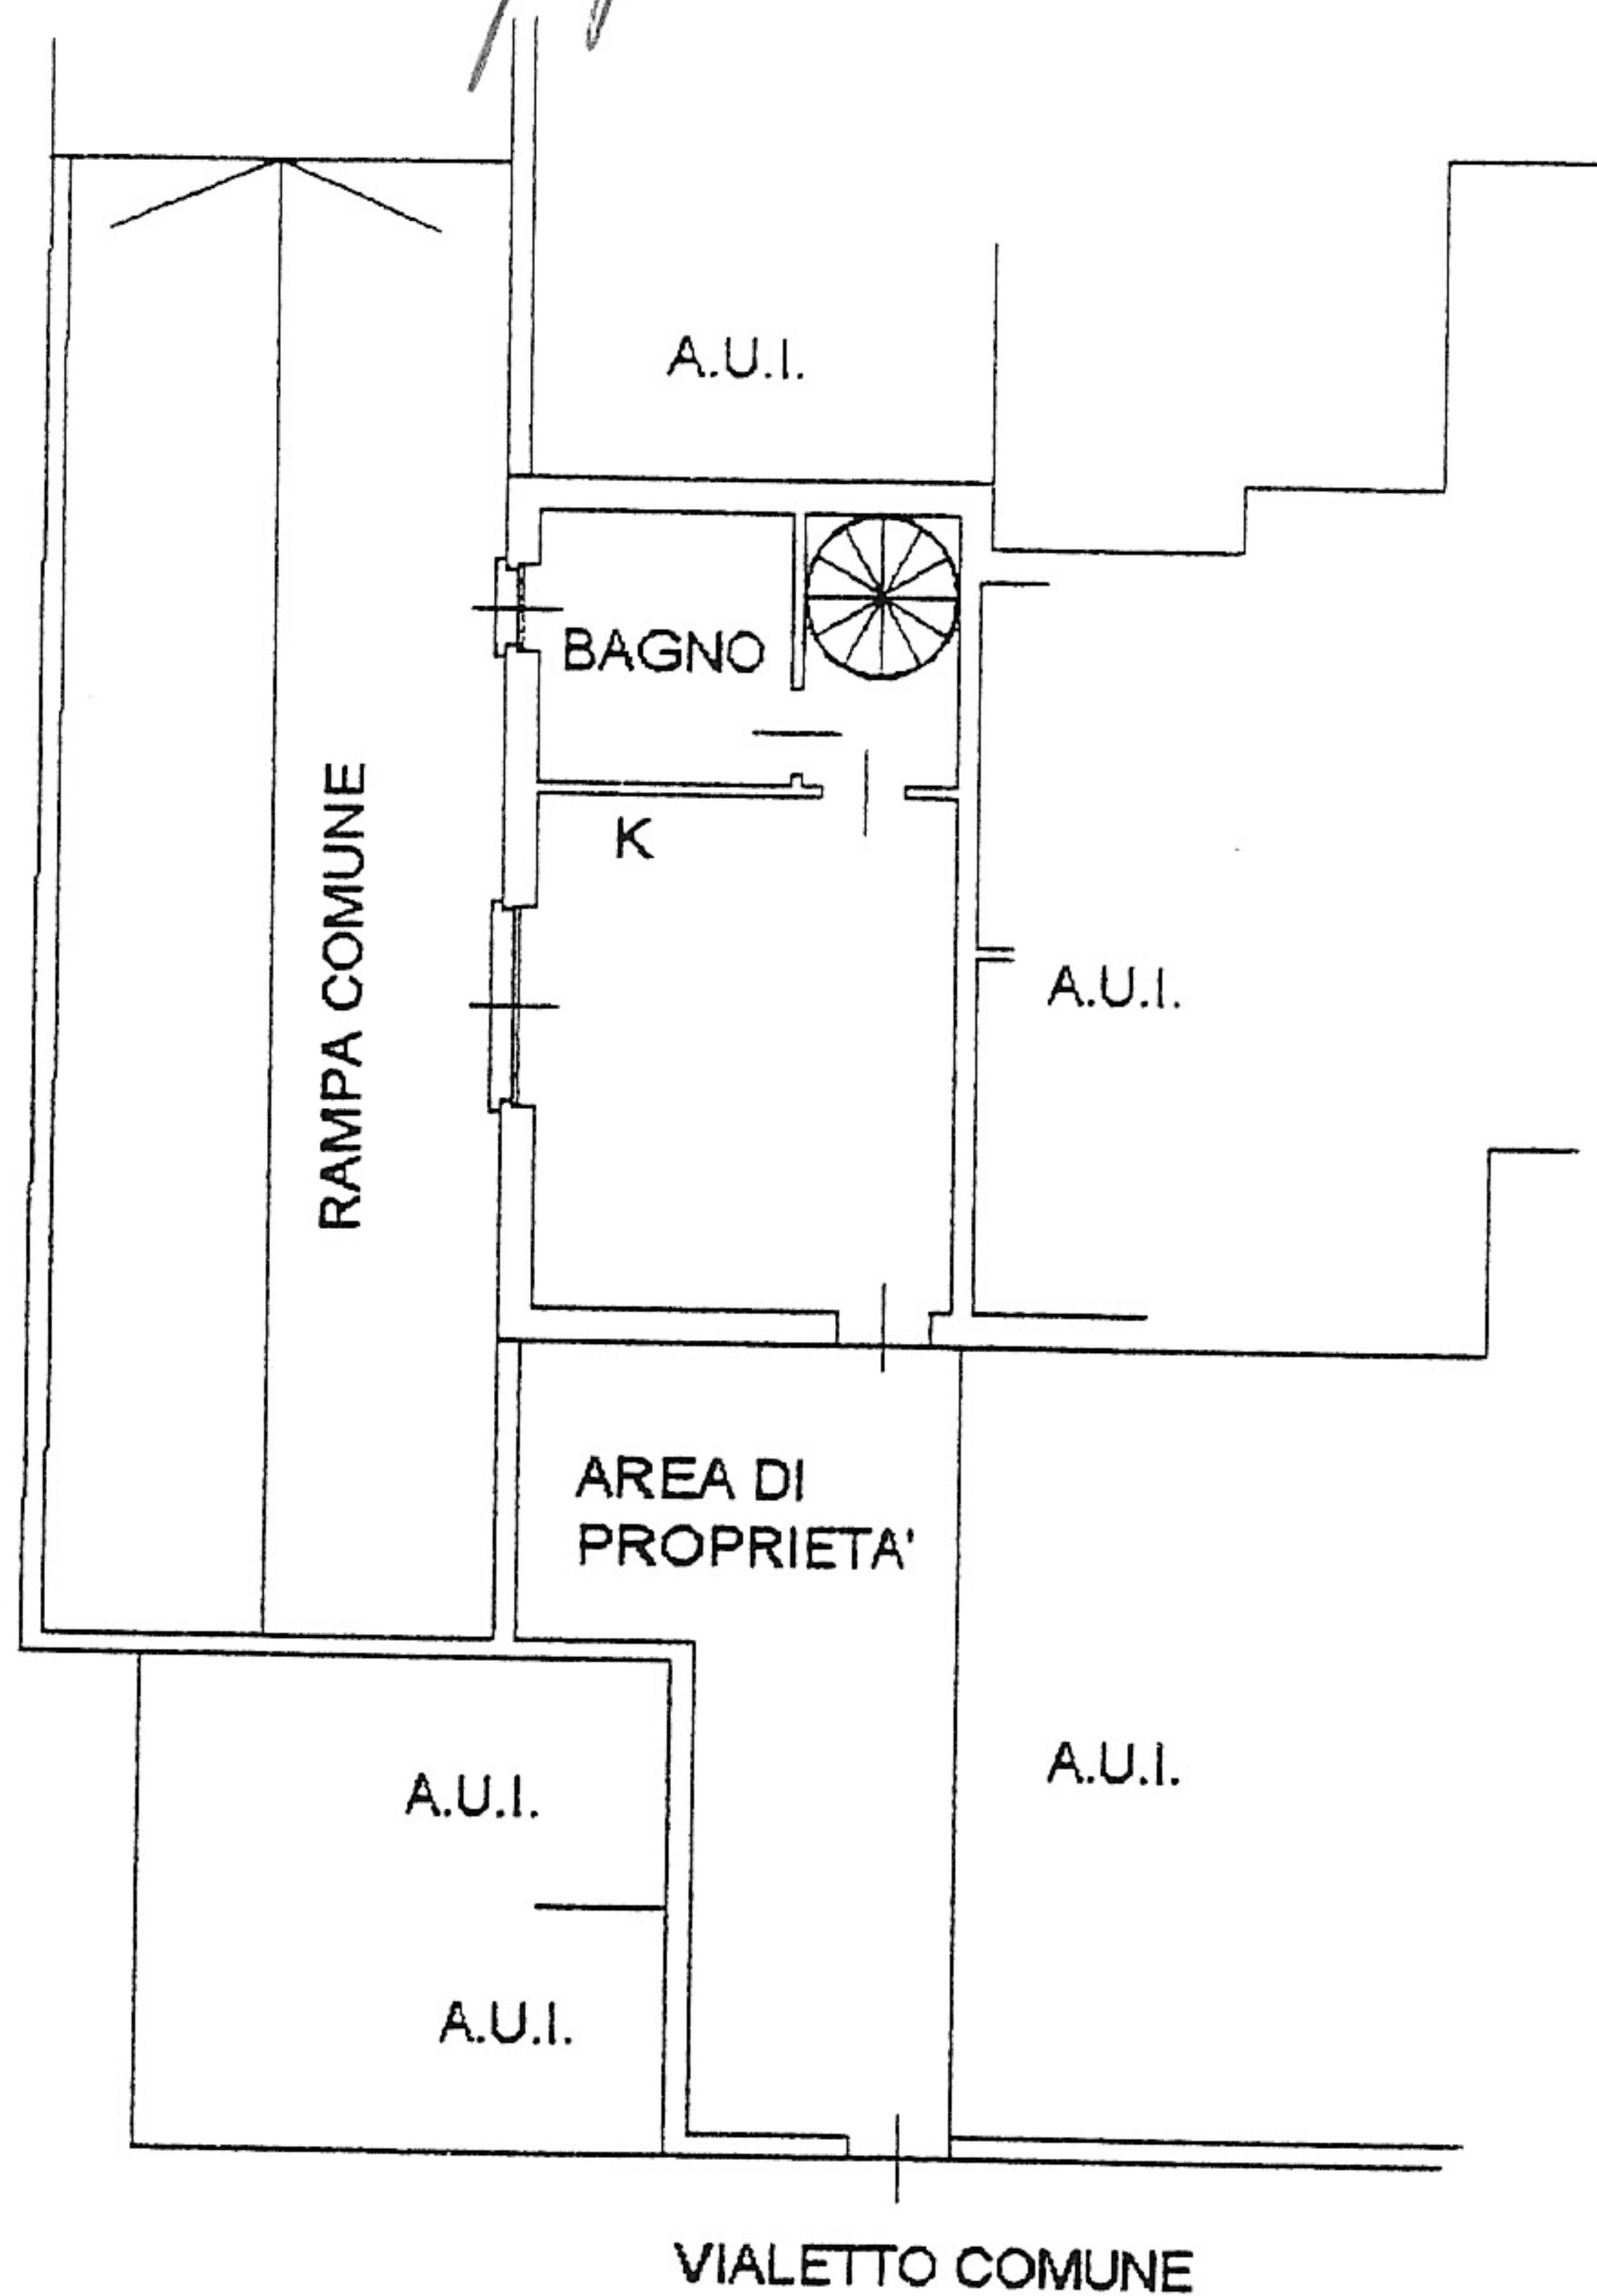 A.U.I.
BAGNO
K
RAMPA COMUNE
A.U.I.
AREA DI
PROPRIETA'
A.U.I.
A.U.I.
A.U.I.
VIALETTO COMUNE